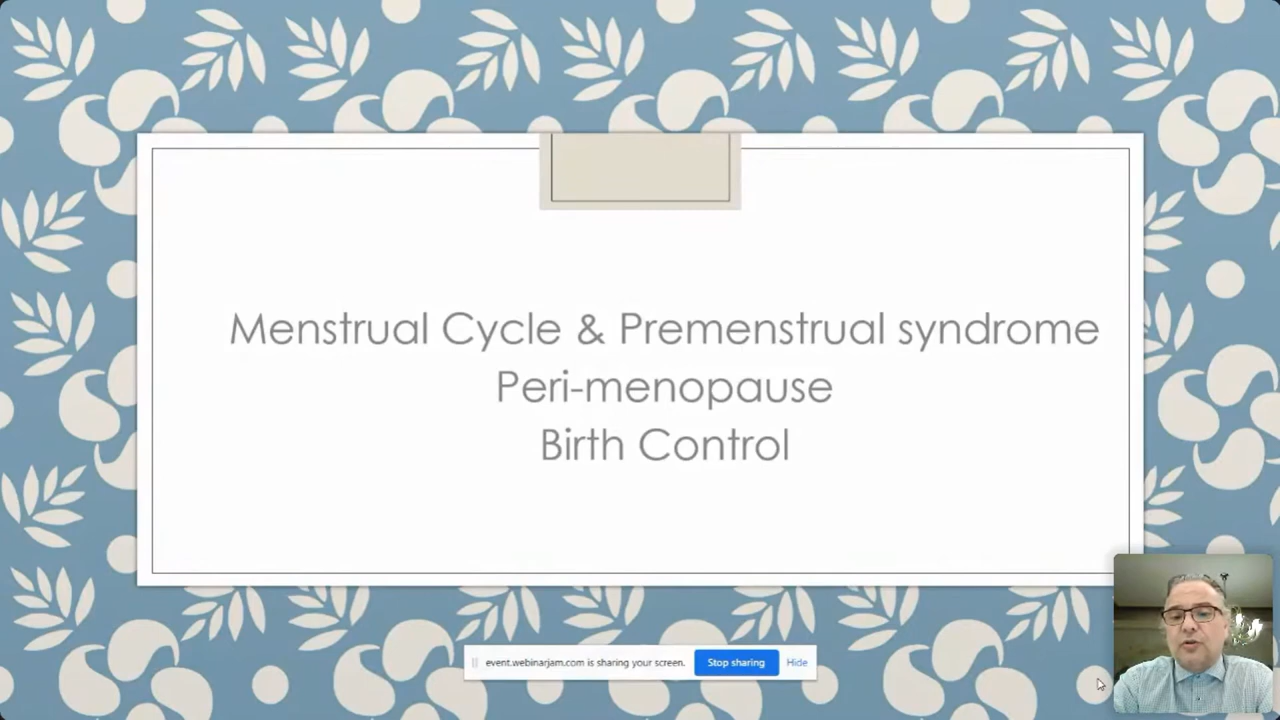 Menstrual Cycle & Premenstrual syndrome
Peri-menopause
Birth Control
event.webinarjam.com is sharing your screen. Stop sharing Hide